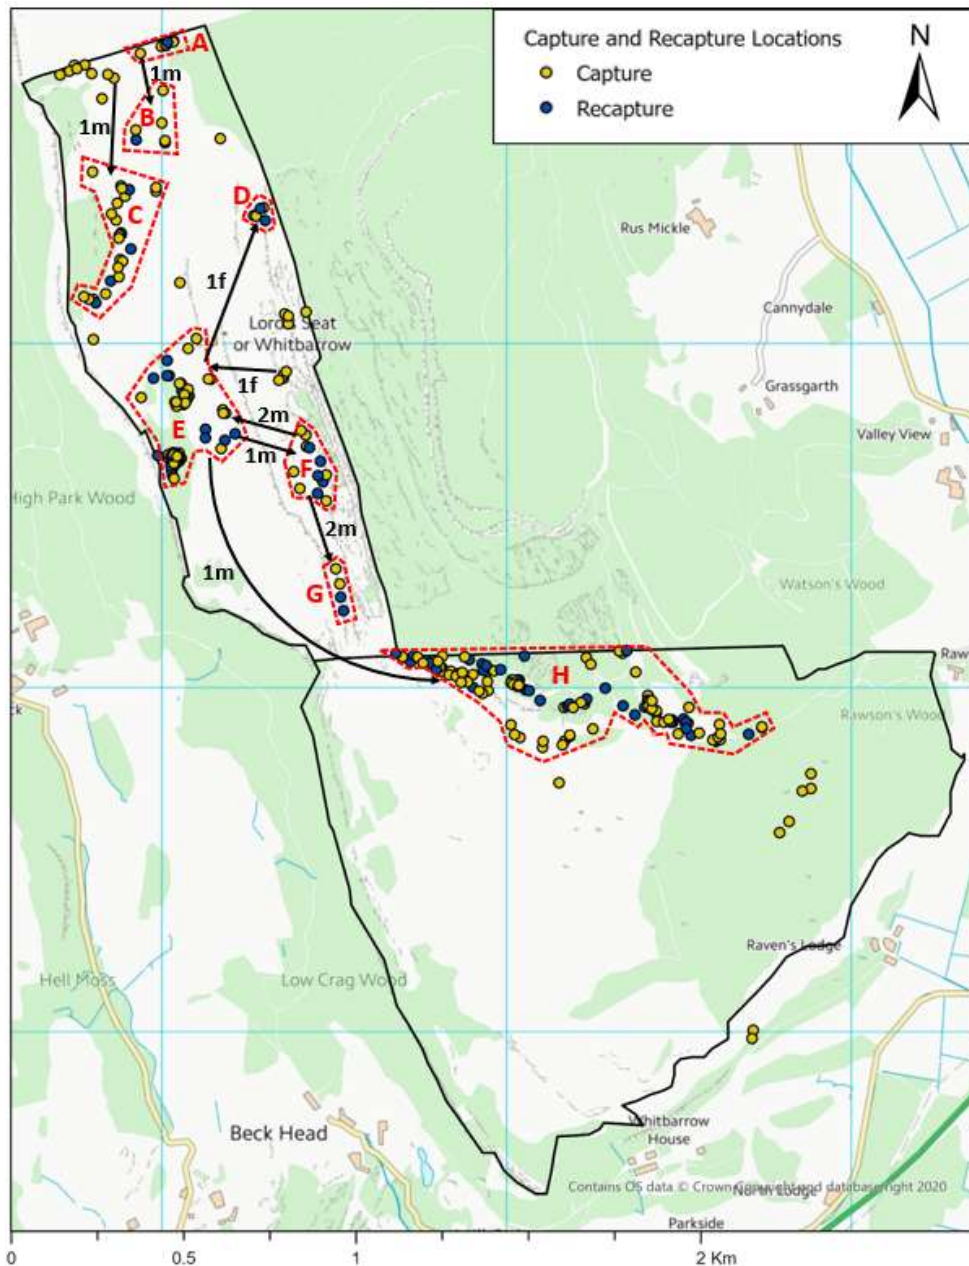 Capture and Recapture Locations
Capture
Recapture
N
A
1m
B
1m
C
D
Rus Mickle
1f
Cannydale
Lord's Seat
or Whitbarrow
Grassgarth
1f
2m
Valley View
E
1m
F
High Park Wood
2m
1m
Watson's Wood
G
H
Rawson's Wood
Raven's Lodge
Hell Moss
Low Crag Wood
Whitbarrow
House
Beck Head
Contains OS data © Crown Copyright and database right 2020
North Lodge
Parkside
0
0.5
1
2 Km